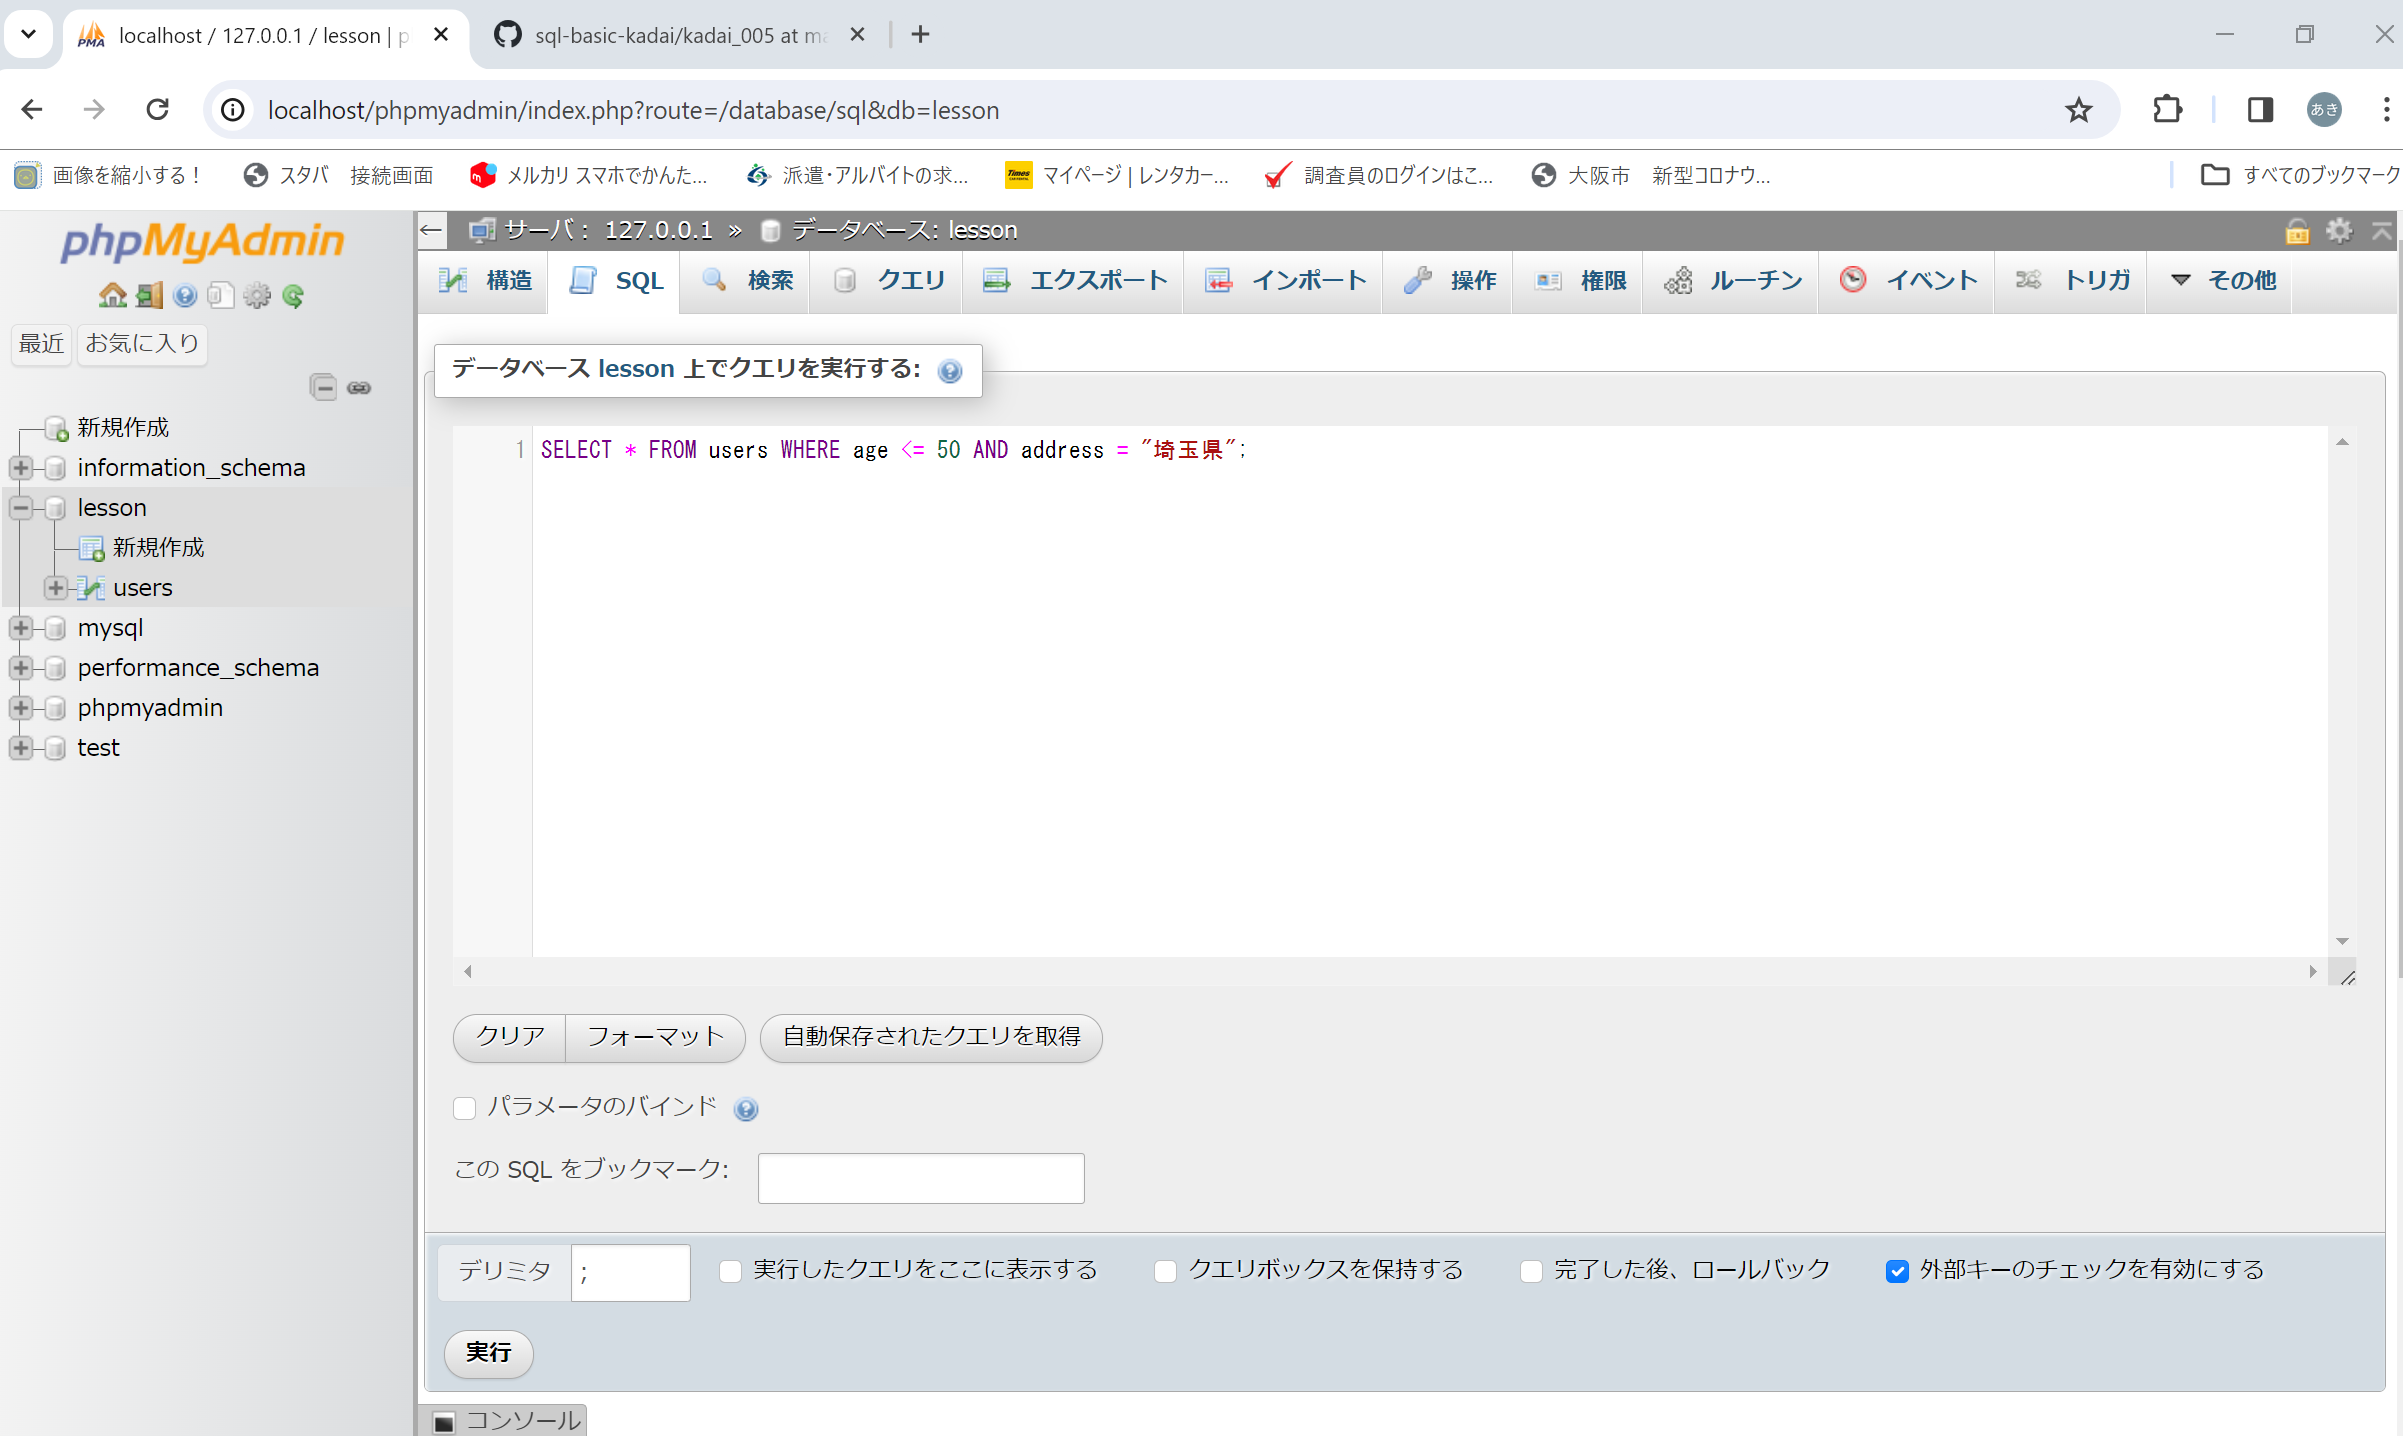 localhost / 127.0.0.1 / lesson | p
sql-basic-kadai/kadai_005 at ma
localhost/phpmyadmin/index.php?route=/database/sql&db=lesson
あき
画像を縮小する！
スタバ　接続画面
メルカリ スマホでかんた...
派遣・アルバイトの求...
マイページ | レンタカー...
調査員のログインはこ...
大阪市　新型コロナウ...
すべてのブックマーク
phpMyAdmin
最近
お気に入り
新規作成
information_schema
lesson
新規作成
users
mysql
performance_schema
phpmyadmin
test
サーバ： 127.0.0.1 » データベース: lesson
構造
SQL
検索
クエリ
エクスポート
インポート
操作
権限
ルーチン
イベント
トリガ
その他
データベース lesson 上でクエリを実行する:
1 SELECT * FROM users WHERE age <= 50 AND address = "埼玉県";
クリア
フォーマット
自動保存されたクエリを取得
パラメータのバインド
この SQL をブックマーク:
デリミタ ;
実行したクエリをここに表示する
クエリボックスを保持する
完了した後、ロールバック
外部キーのチェックを有効にする
実行
コンソール